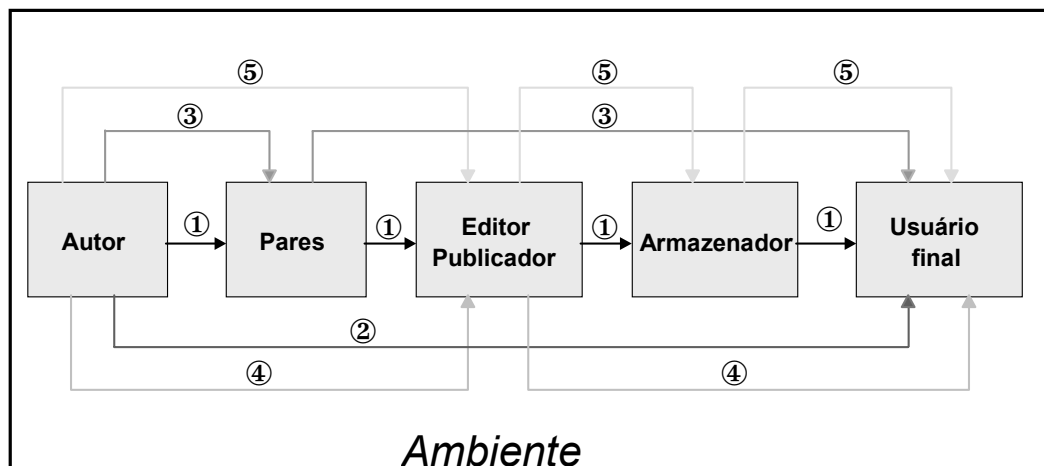 ⑤ ⑤ ⑤
③ ③
Autor ① Pares ① Editor ① Armazenador ① Usuário
Publicador final
②
④ ④
Ambiente